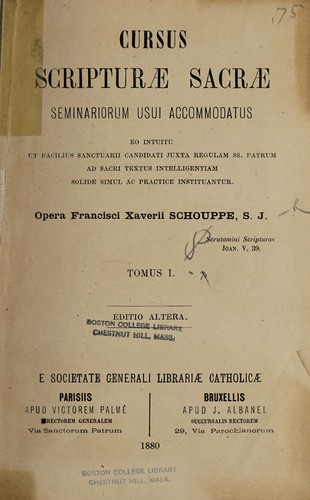 .75
CURSUS
SCRIPTURÆ SACRÆ
SEMINARIORUM USUI ACCOMMODATUS
EO INTUITU
UT FACILIUS SANCTUARII CANDIDATI JUXTA REGULAM SS. PATRUM
AD SACRI TEXTUS INTELLIGENTIAM
SOLIDE SIMUL AC PRACTICE INSTITUANTUR.
Opera Francisci Xaverii SCHOUPPE, S. J.
Scrutamini Scripturas
JOAN. V, 39.
TOMUS I.
EDITIO ALTERA.
BOSTON COLLEGE LIBRARY
CHESTNUT HILL, MASS.
E SOCIETATE GENERALI LIBRARIÆ CATHOLICÆ
PARISIIS
APUD VICTOREM PALMÉ
RECTOREM GENERALEM
Via Sanctorum Patrum
BRUXELLIS
APUD J. ALBANEL
SUCCURSALIS RECTOREM
29, Via Parochianorum
1880
BOSTON COLLEGE LIBRARY
CHESTNUT HILL, MASS.